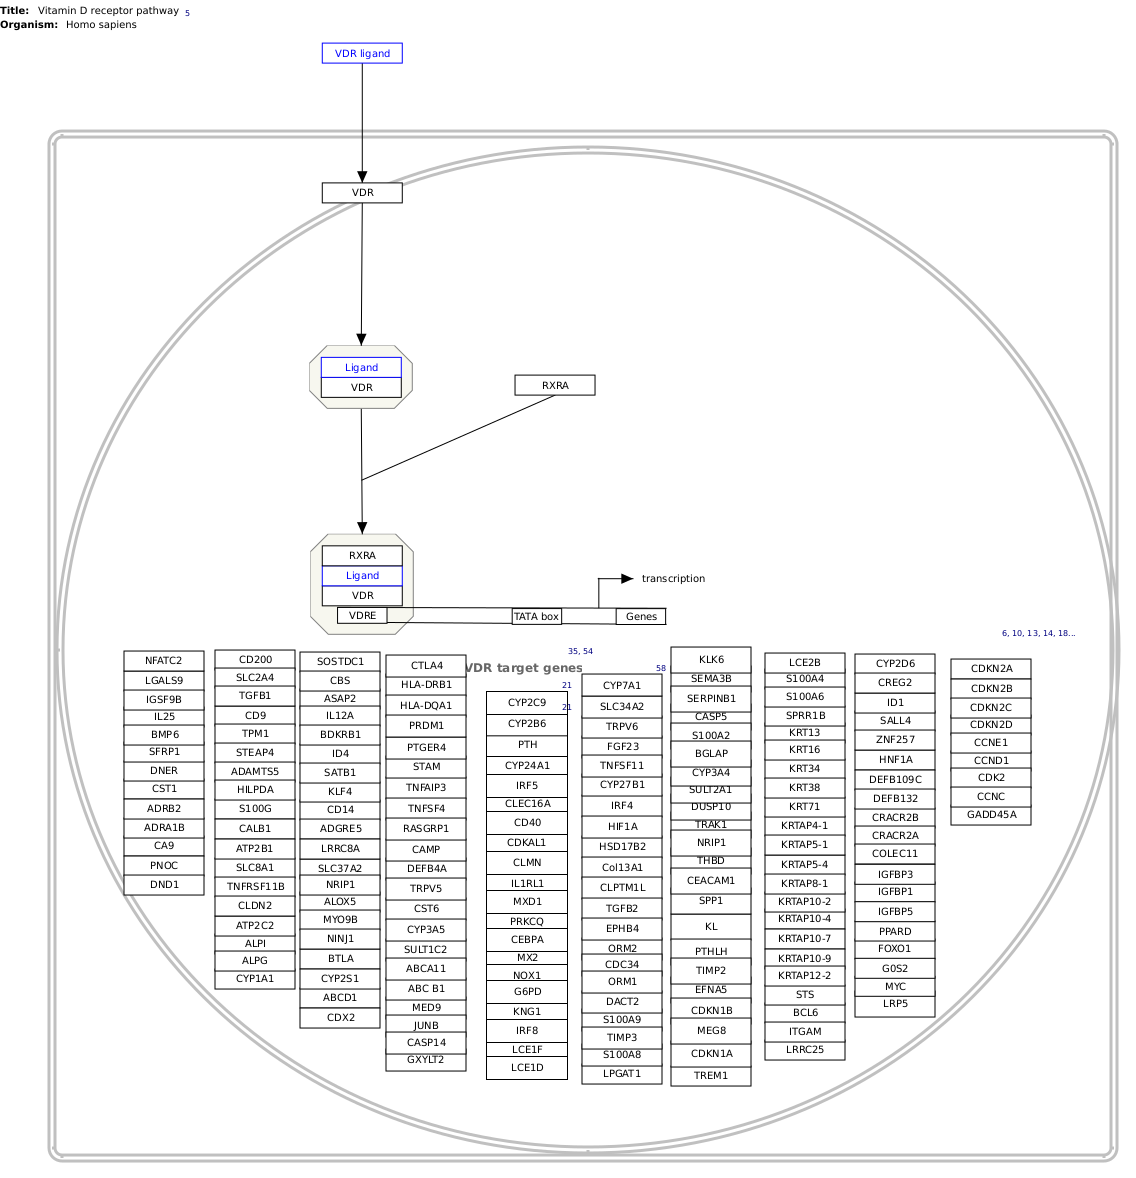 Title: Vitamin D receptor pathway 5
Organism: Homo sapiens
VDR ligand
VDR
Ligand
VDR
RXRA
RXRA
Ligand
VDR
VDRE
TATA box
Genes
transcription
6, 10, 13, 14, 18...
35, 54
VDR target genes
58
21
21
NFATC2
LGALS9
IGSF9B
IL25
BMP6
SFRP1
DNER
CST1
ADRB2
ADRA1B
CA9
PNOC
DND1
CD200
SLC2A4
TGFB1
CD9
TPM1
STEAP4
ADAMTS5
HILPDA
S100G
CALB1
ATP2B1
SLC8A1
TNFRSF11B
CLDN2
ATP2C2
ALPI
ALPG
CYP1A1
SOSTDC1
CBS
ASAP2
IL12A
BDKRB1
ID4
SATB1
KLF4
CD14
ADGRE5
LRRC8A
SLC37A2
NRIP1
ALOX5
MYO9B
NINJ1
BTLA
CYP2S1
ABCD1
CDX2
CTLA4
HLA-DRB1
HLA-DQA1
PRDM1
PTGER4
STAM
TNFAIP3
TNFSF4
RASGRP1
CAMP
DEFB4A
TRPV5
CST6
CYP3A5
SULT1C2
ABCA11
ABC B1
MED9
JUNB
CASP14
GXYLT2
CYP2C9
CYP2B6
PTH
CYP24A1
IRF5
CLEC16A
CD40
CDKAL1
CLMN
IL1RL1
MXD1
PRKCQ
CEBPA
MX2
NOX1
G6PD
KNG1
IRF8
LCE1F
LCE1D
CYP7A1
SLC34A2
TRPV6
FGF23
TNFSF11
CYP27B1
IRF4
HIF1A
HSD17B2
Col13A1
CLPTM1L
TGFB2
EPHB4
ORM2
CDC34
ORM1
DACT2
S100A9
TIMP3
S100A8
LPGAT1
KLK6
SEMA3B
SERPINB1
CASP5
S100A2
BGLAP
CYP3A4
SULT2A1
DUSP10
TRAK1
NRIP1
THBD
CEACAM1
SPP1
KL
PTHLH
TIMP2
EFNA5
CDKN1B
MEG8
CDKN1A
TREM1
LCE2B
S100A4
S100A6
SPRR1B
KRT13
KRT16
KRT34
KRT38
KRT71
KRTAP4-1
KRTAP5-1
KRTAP5-4
KRTAP8-1
KRTAP10-2
KRTAP10-4
KRTAP10-7
KRTAP10-9
KRTAP12-2
STS
BCL6
ITGAM
LRRC25
CYP2D6
CREG2
ID1
SALL4
ZNF257
HNF1A
DEFB109C
DEFB132
CRACR2B
CRACR2A
COLEC11
IGFBP3
IGFBP1
IGFBP5
PPARD
FOXO1
G0S2
MYC
LRP5
CDKN2A
CDKN2B
CDKN2C
CDKN2D
CCNE1
CCND1
CDK2
CCNC
GADD45A